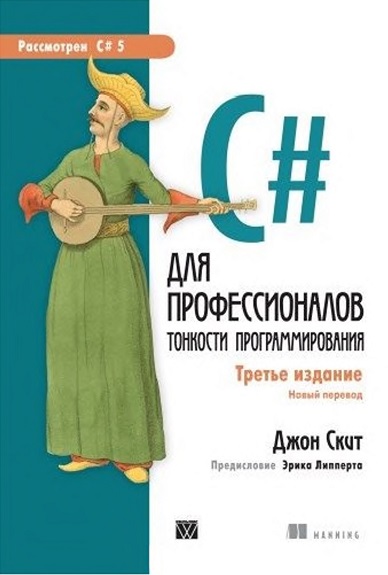 Рассмотрен C# 5
C#
ДЛЯ
ПРОФЕССИОНАЛОВ
ТОНКОСТИ ПРОГРАММИРОВАНИЯ
Третье издание
Новый перевод
Джон Скит
Предисловие Эрика Липперта
W
MANNING